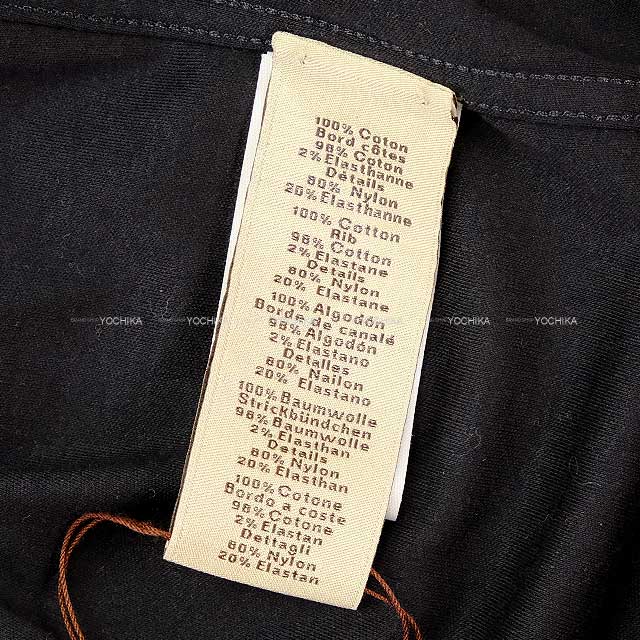 100% Coton
Bord côtes
98% Coton
2% Elasthanne
Détails
80% Nylon
20% Elasthanne
100% Cotton
Rib
98% Cotton
2% Elastane
Details
80% Nylon
20% Elastane
100% Algodón
Borde de canalé
98% Algodón
2% Elastano
Detalles
80% Nailon
20% Elastano
100% Baumwolle
Strickbündchen
98% Baumwolle
2% Elasthan
Details
80% Nylon
20% Elasthan
100% Cotone
Bordo a coste
98% Cotone
2% Elastan
Dettagli
80% Nylon
20% Elastan
YOCHIKA YOCHIKA YOCHIKA YOCHIKA